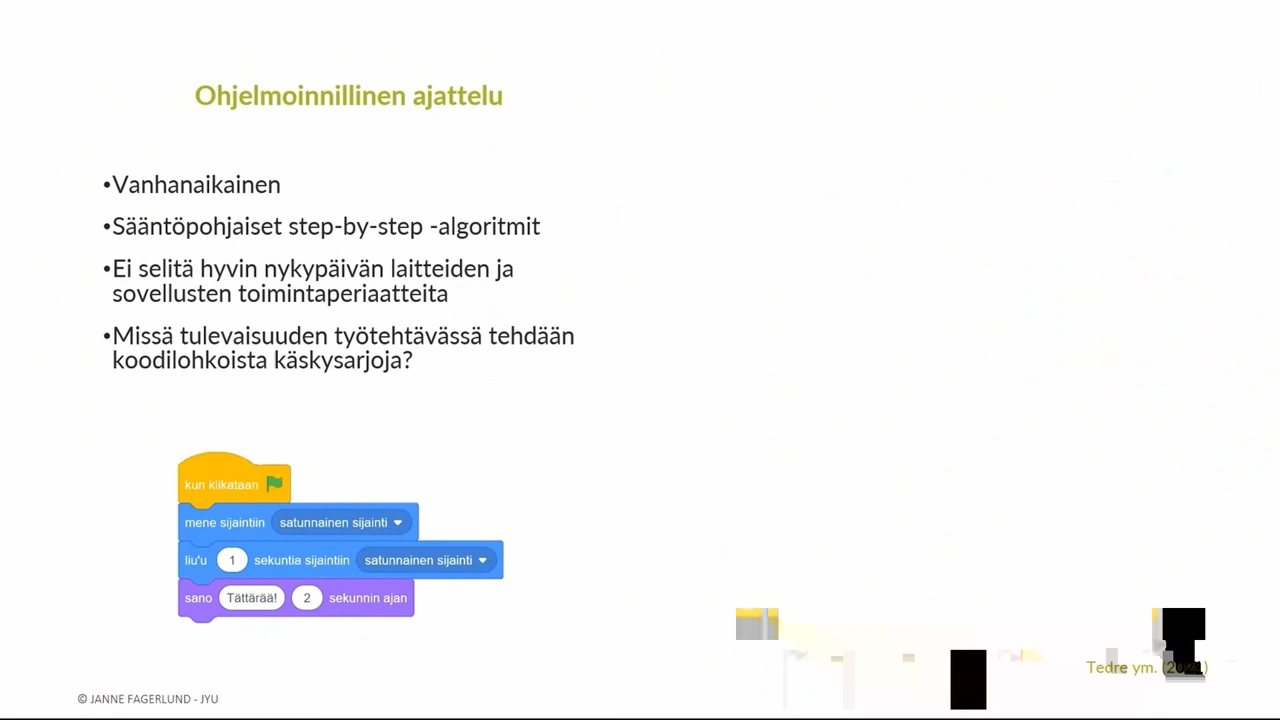 Ohjelmoinnillinen ajattelu
•Vanhanaikainen
•Sääntöpohjaiset step-by-step -algoritmit
•Ei selitä hyvin nykypäivän laitteiden ja
sovellusten toimintaperiaatteita
•Missä tulevaisuuden työtehtävässä tehdään
koodilohkoista käskysarjoja?
kun klikataan
mene sijaintiin satunnainen sijainti
liu'u 1 sekuntia sijaintiin satunnainen sijainti
sano Tättärää! 2 sekunnin ajan
Tedre ym.
© JANNE FAGERLUND - JYU